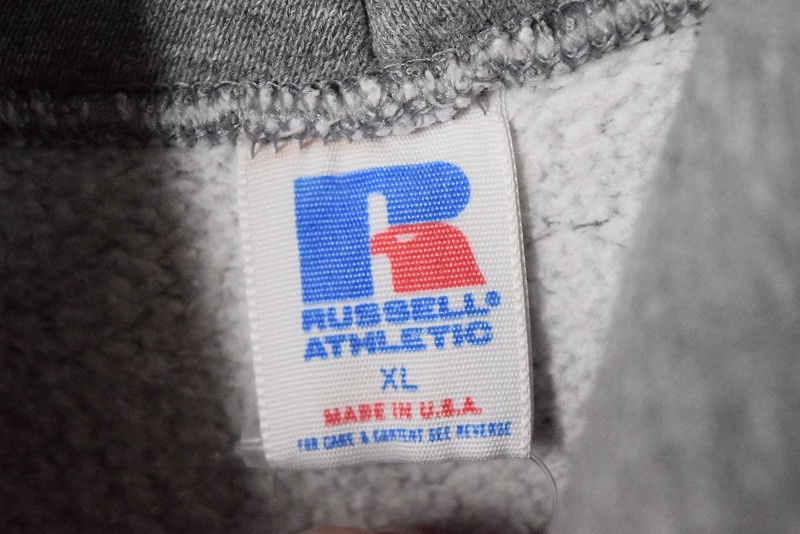 R
RUSSELL®
ATHLETIC
XL
MADE IN U.S.A.
FOR CARE & CONTENT SEE REVERSE